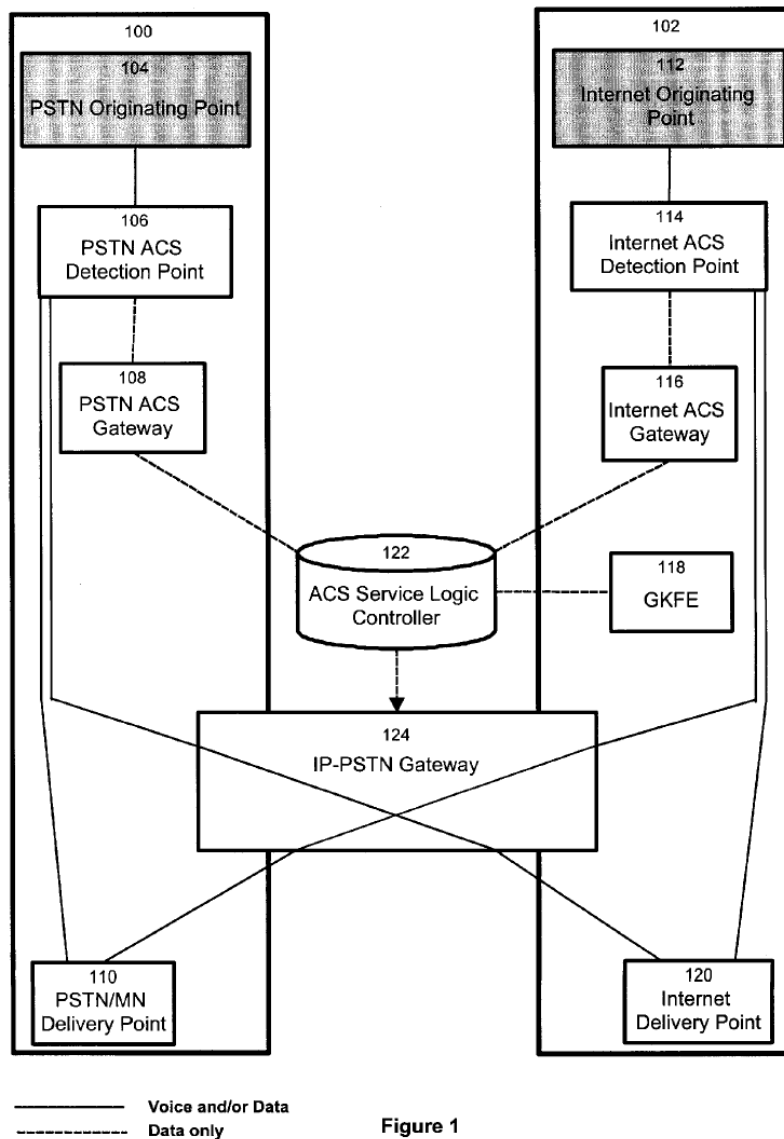 100
104
PSTN Originating Point
106
PSTN ACS
Detection Point
108
PSTN ACS
Gateway
102
112
Internet Originating
Point
114
Internet ACS
Detection Point
116
Internet ACS
Gateway
122
ACS Service Logic
Controller
118
GKFE
124
IP-PSTN Gateway
110
PSTN/MN
Delivery Point
120
Internet
Delivery Point
Voice and/or Data
Data only
Figure 1